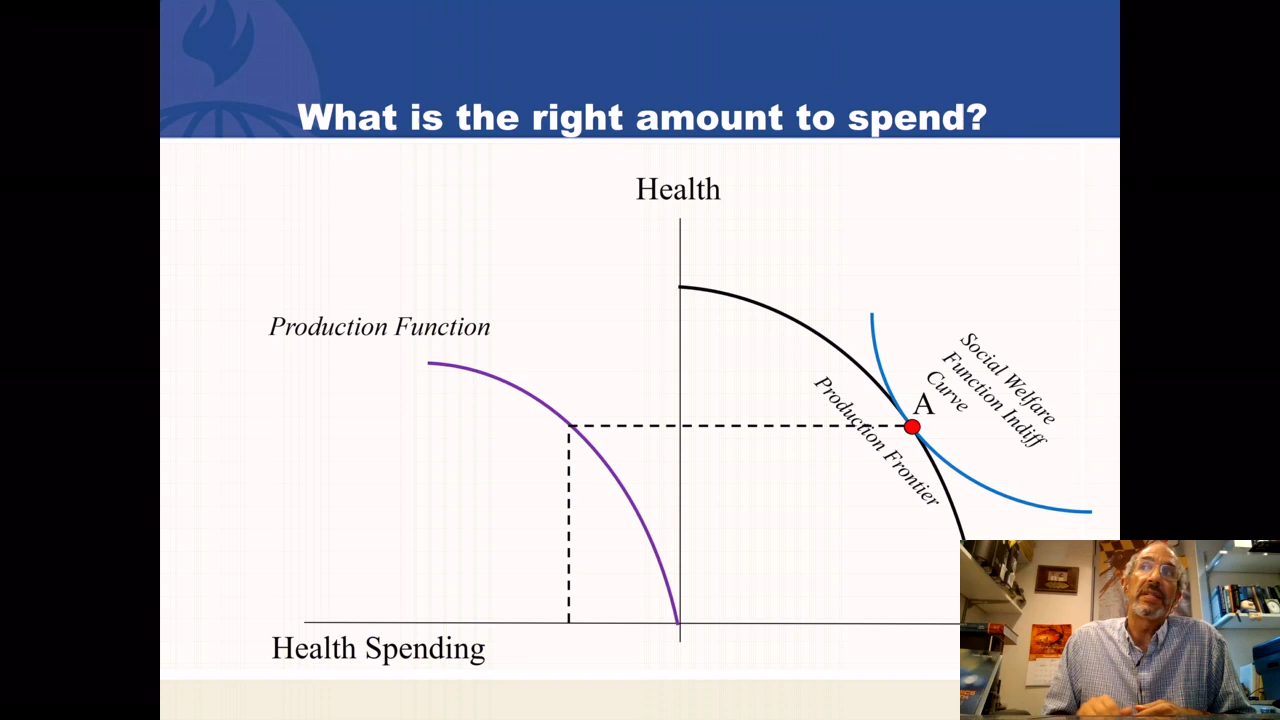 What is the right amount to spend?
Health
Production Function
Social Welfare
Function Indiff
Curve
A
Production Frontier
Health Spending